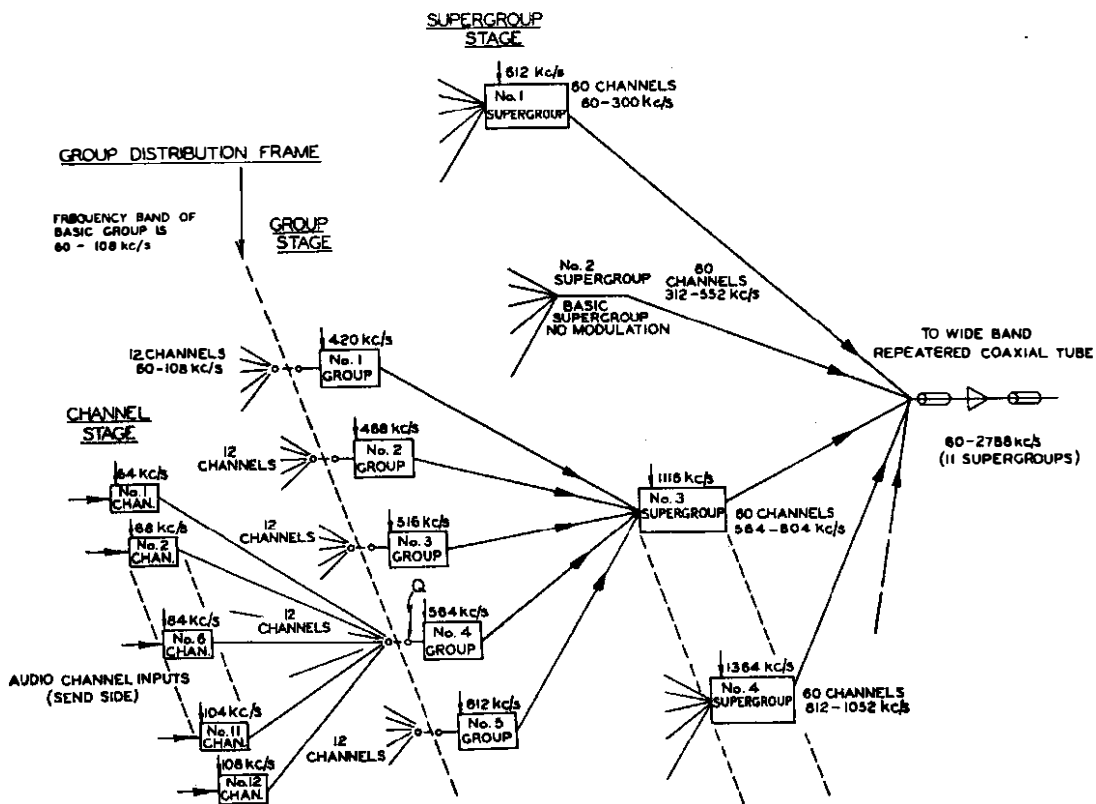 SUPERGROUP
STAGE
612 Kc/s
No.1
SUPERGROUP
60 CHANNELS
60-300 Kc/s
GROUP DISTRIBUTION FRAME
FREQUENCY BAND OF
BASIC GROUP IS
60 - 108 kc/s
GROUP
STAGE
No. 2
SUPERGROUP
BASIC
SUPERGROUP
NO MODULATION
60
CHANNELS
312-552 KC/S
TO WIDE BAND
REPEATERED COAXIAL TUBE
60-2788 kc/s
(11 SUPERGROUPS)
12 CHANNELS
60-108 kc/s
420 KC/S
No. 1
GROUP
CHANNEL
STAGE
12
CHANNELS
468 KC/S
No. 2
GROUP
64 KC/S
No. 1
CHAN.
68 KC/S
No. 2
CHAN.
12
CHANNELS
516 KC/S
No. 3
GROUP
1116 KC/S
No. 3
SUPERGROUP
60 CHANNELS
564-804 KC/S
84 KC/S
No. 6
CHAN.
12
CHANNELS
Q
564 KC/S
No. 4
GROUP
AUDIO CHANNEL INPUTS
(SEND SIDE)
104 KC/S
No. 11
CHAN.
108 KC/S
No. 12
CHAN.
12
CHANNELS
612 KC/S
No. 5
GROUP
1364 KC/S
No. 4
SUPERGROUP
60 CHANNELS
812-1052 KC/S